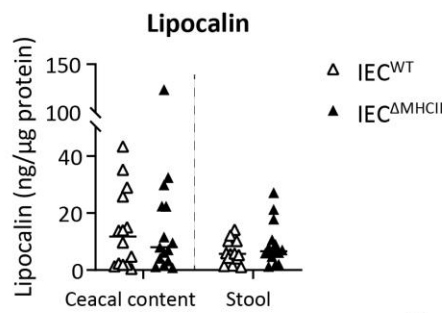 Lipocalin
Lipocalin (ng/μg protein)
150
100
40
20
0
Ceacal content
Stool
IEC^WT
IEC^ΔMHCII